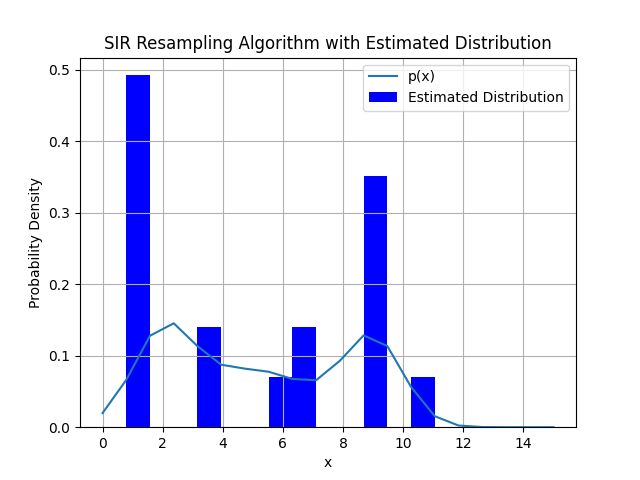 SIR Resampling Algorithm with Estimated Distribution
p(x)
Estimated Distribution
Probability Density
0.5
0.4
0.3
0.2
0.1
0.0
0 2 4 6 8 10 12 14
x